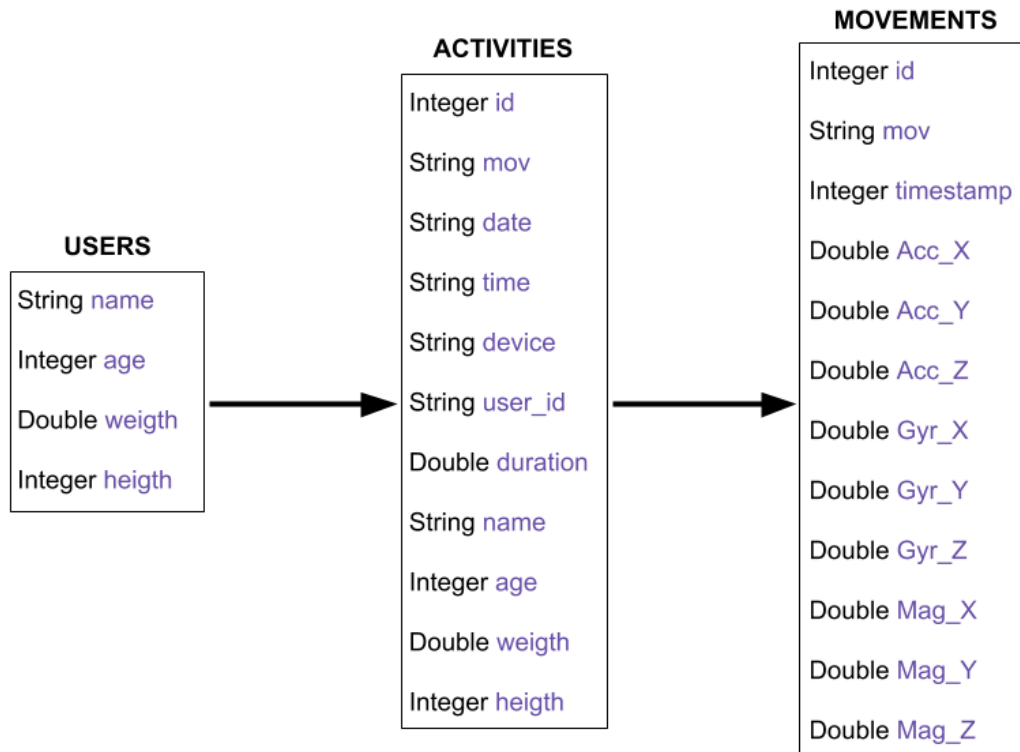 USERS
String name
Integer age
Double weigth
Integer heigth
ACTIVITIES
Integer id
String mov
String date
String time
String device
String user_id
Double duration
String name
Integer age
Double weigth
Integer heigth
MOVEMENTS
Integer id
String mov
Integer timestamp
Double Acc_X
Double Acc_Y
Double Acc_Z
Double Gyr_X
Double Gyr_Y
Double Gyr_Z
Double Mag_X
Double Mag_Y
Double Mag_Z